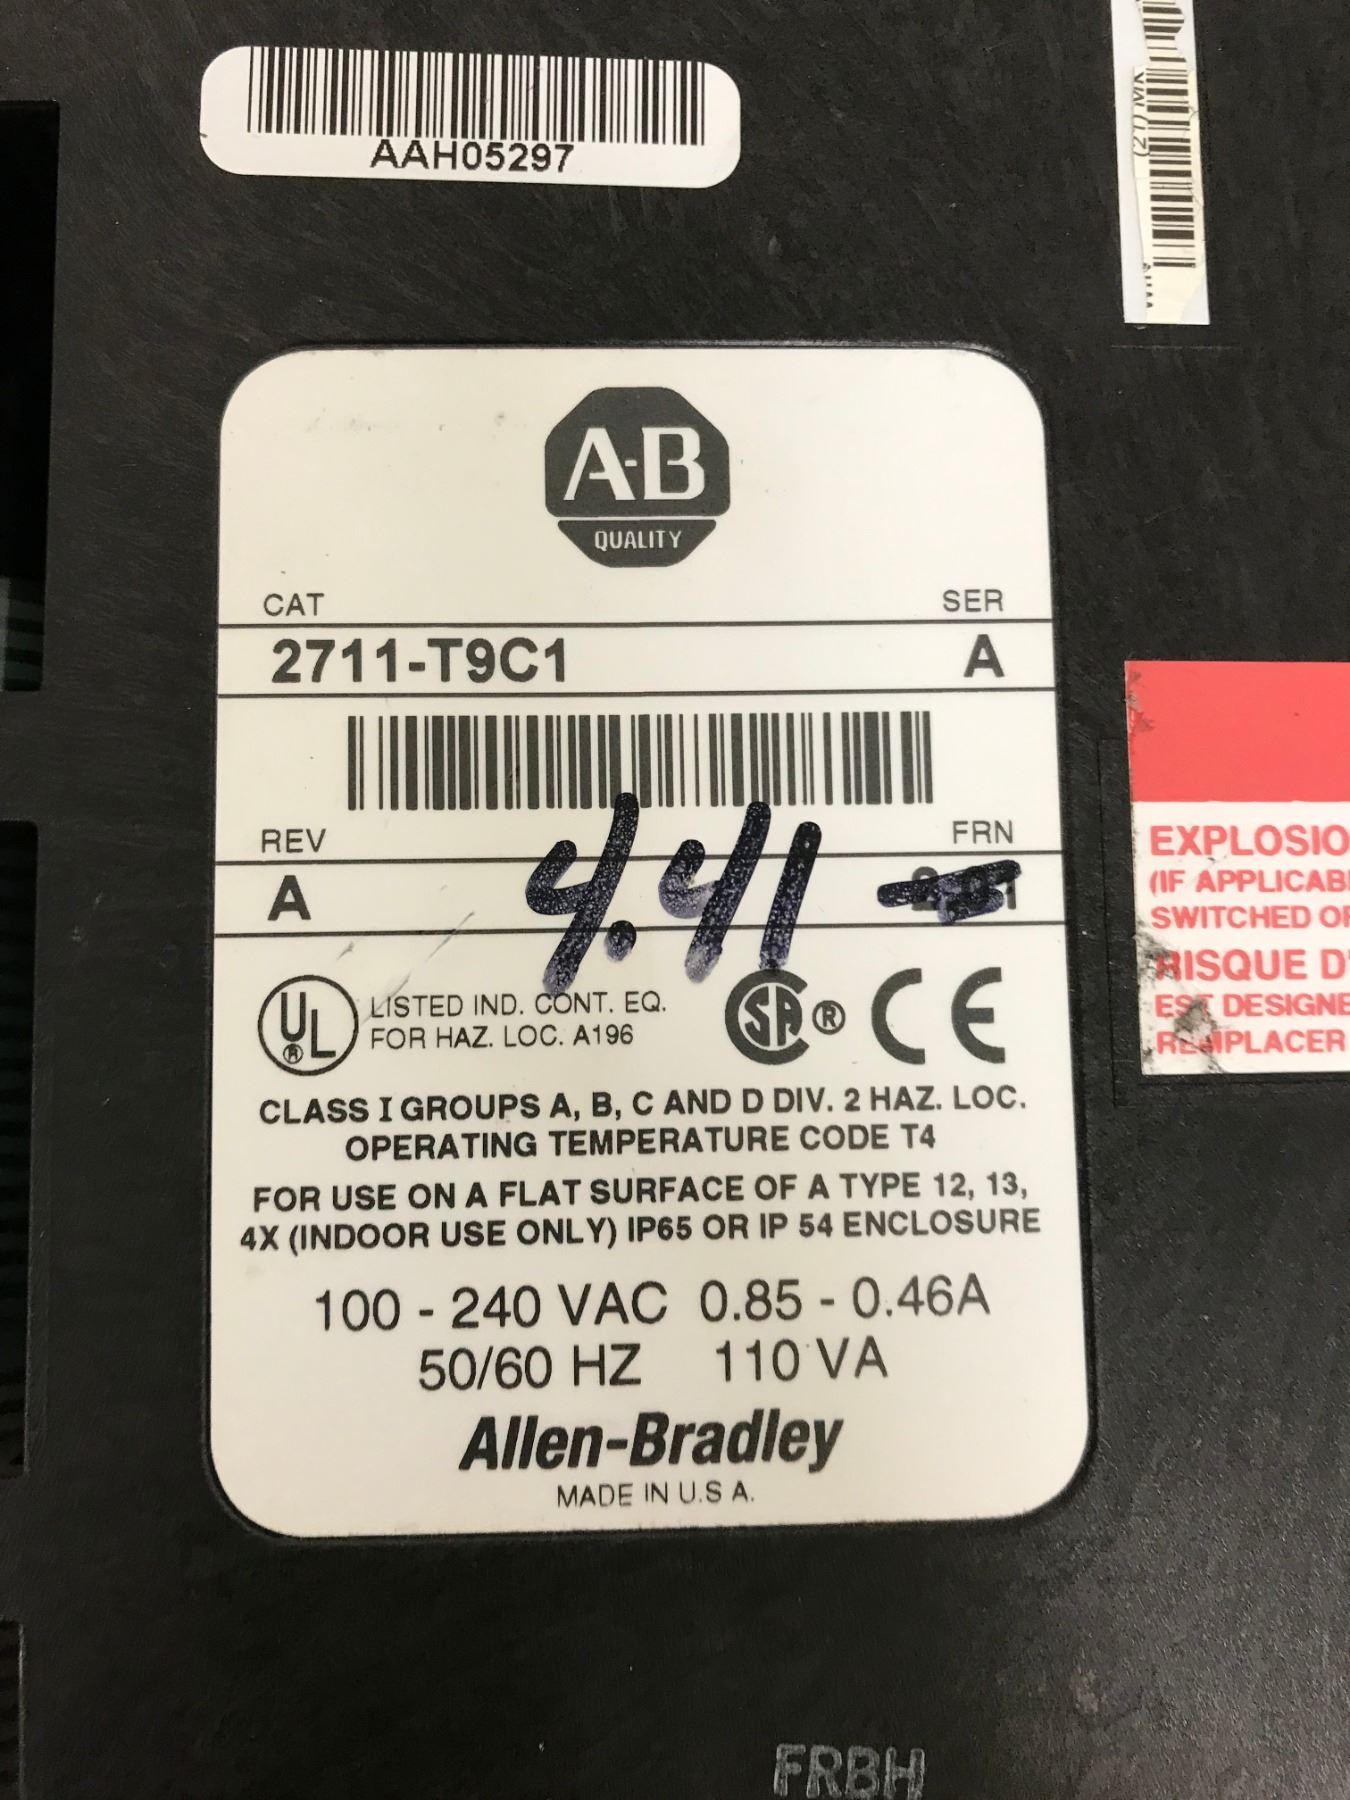 AAH05297
A-B
QUALITY
CAT SER
2711-T9C1 A
REV FRN
A 4.41
UL LISTED IND. CONT. EQ.
FOR HAZ. LOC. A196
CSA ® CE
CLASS I GROUPS A, B, C AND D DIV. 2 HAZ. LOC.
OPERATING TEMPERATURE CODE T4
FOR USE ON A FLAT SURFACE OF A TYPE 12, 13,
4X (INDOOR USE ONLY) IP65 OR IP 54 ENCLOSURE
100 - 240 VAC 0.85 - 0.46A
50/60 HZ 110 VA
Allen-Bradley
MADE IN U.S A.
EXPLOSIO
(IF APPLICABI
SWITCHED OF
RISQUE D'
EST DESIGNE
REMPLACER
FRBH